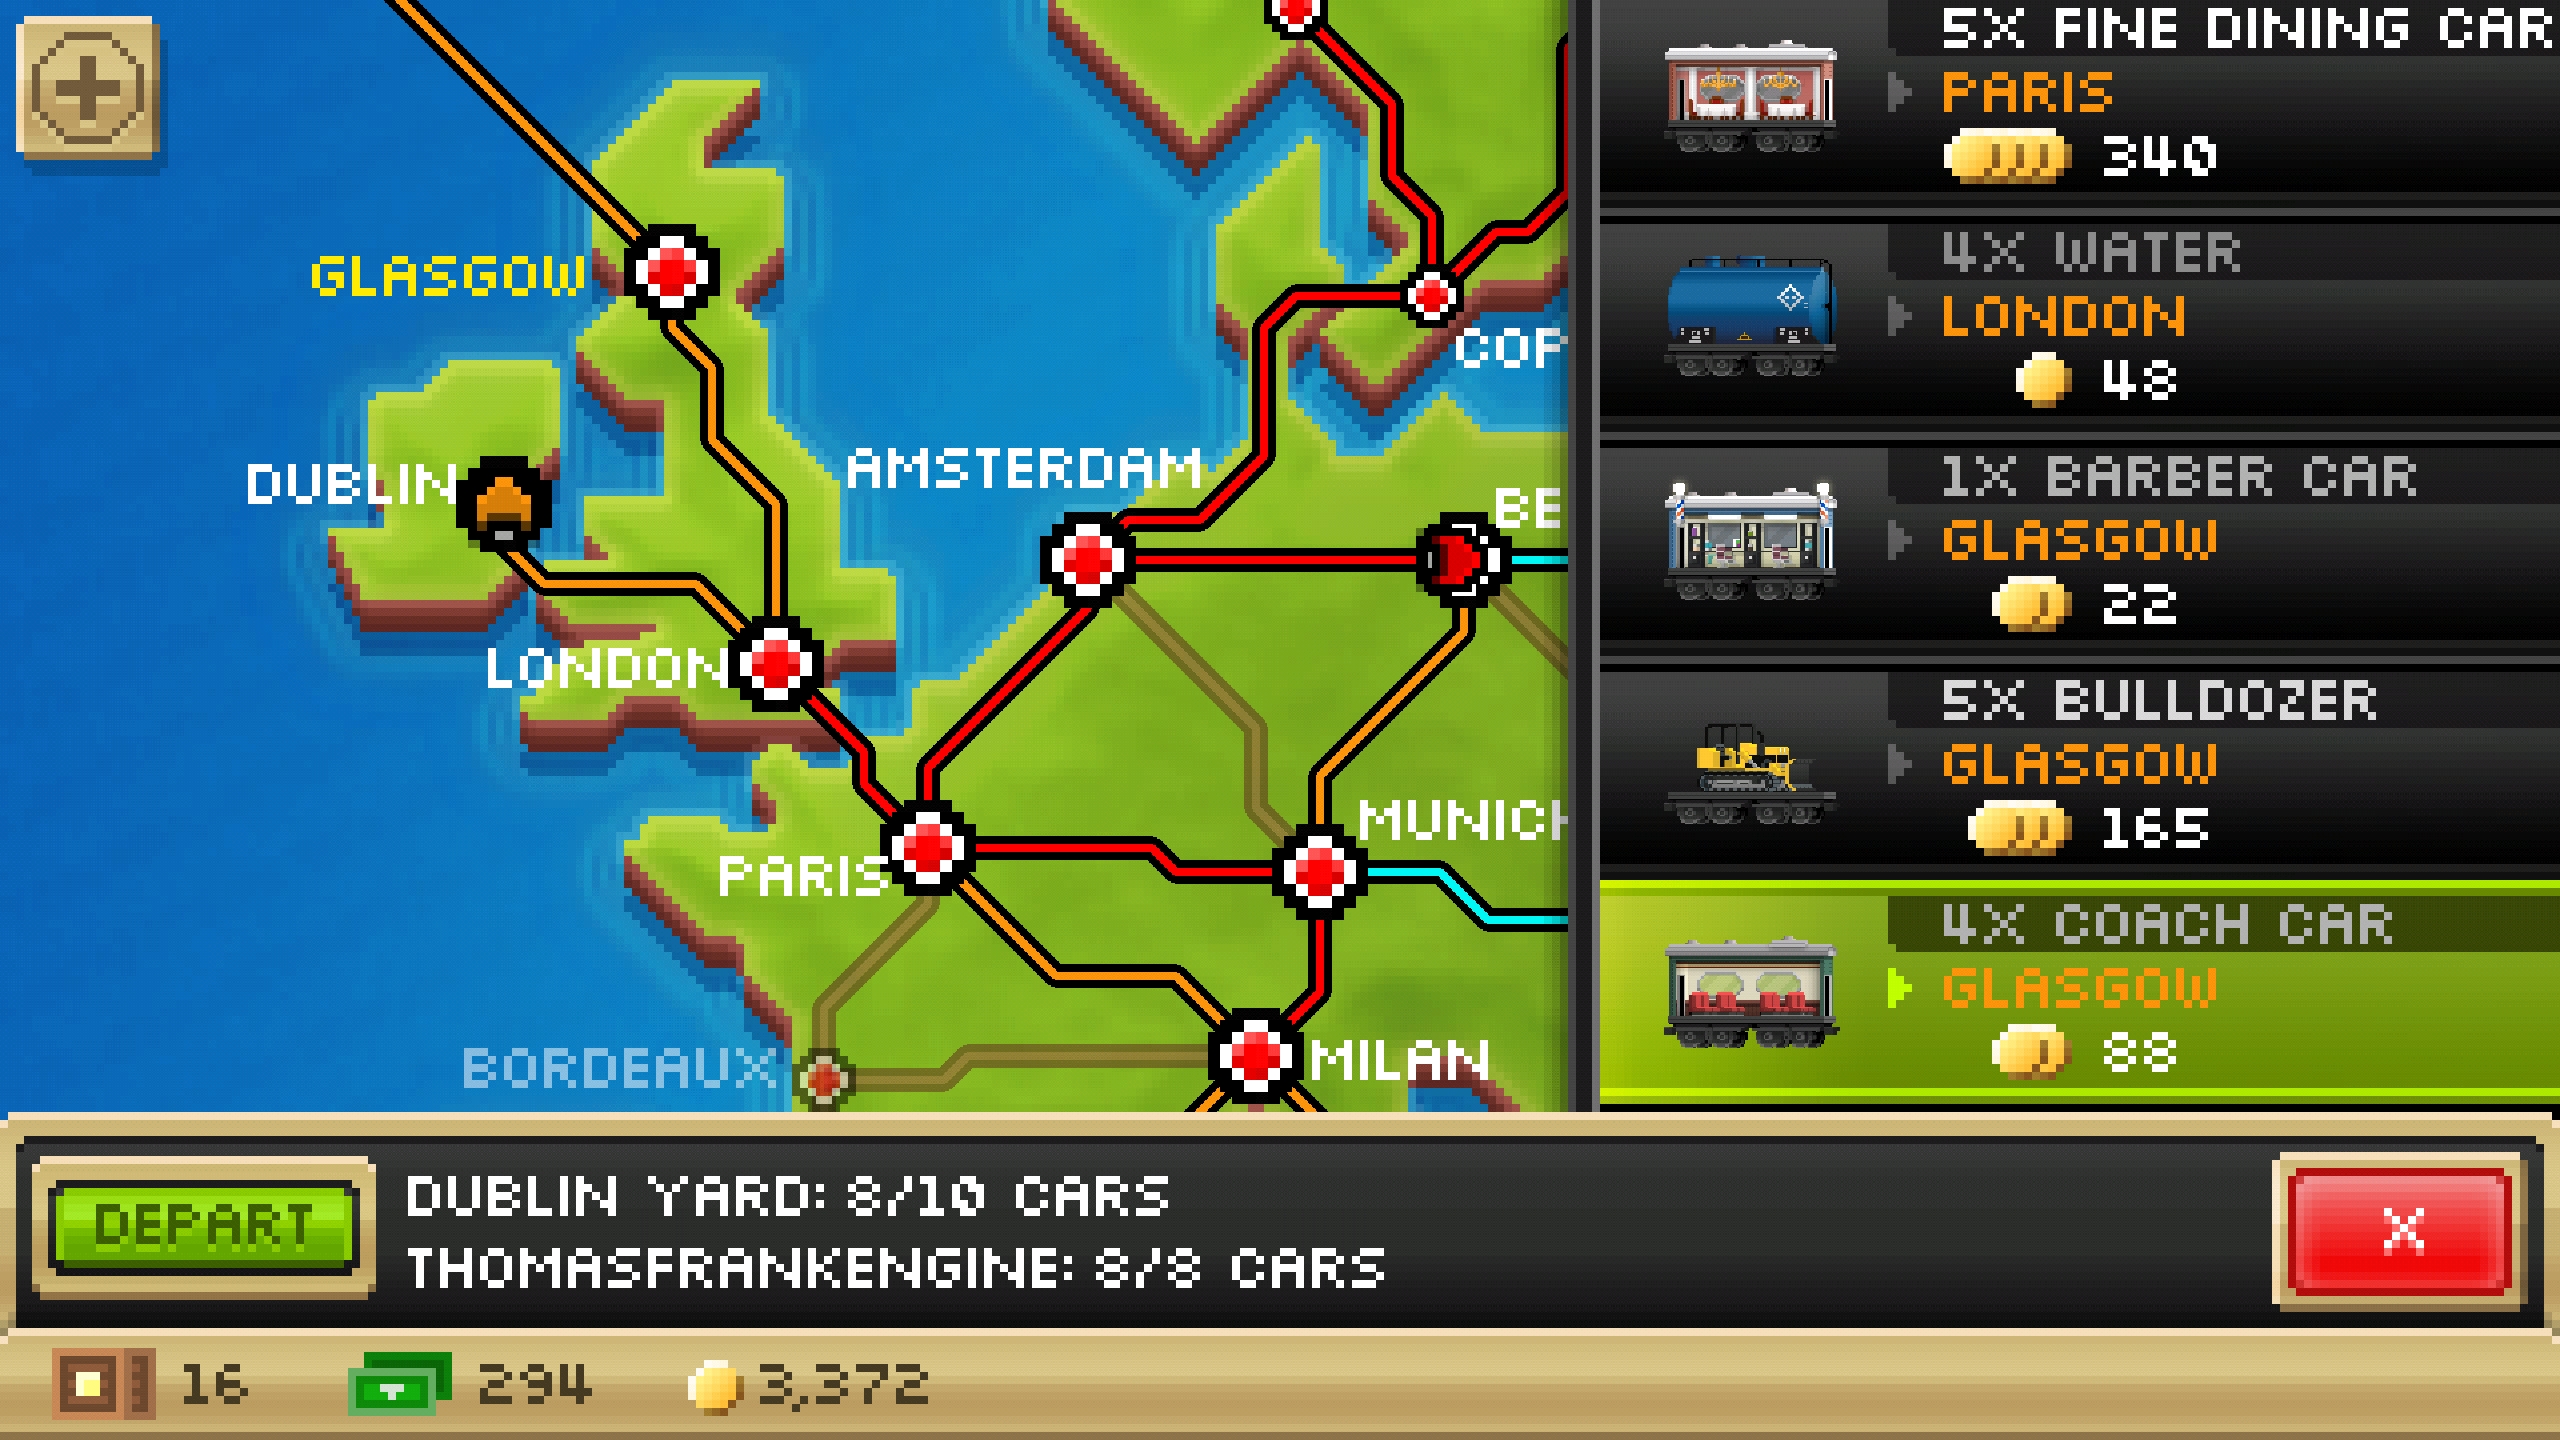 5X FINE DINING CAR
PARIS
340
4X WATER
LONDON
48
1X BARBER CAR
GLASGOW
22
5X BULLDOZER
GLASGOW
165
4X COACH CAR
GLASGOW
88
GLASGOW
COP
DUBLIN
AMSTERDAM
BE
LONDON
MUNICH
PARIS
BORDEAUX
MILAN
DEPART
DUBLIN YARD: 8/10 CARS
THOMASFRANKENGINE: 8/8 CARS
X
16
294
3,372